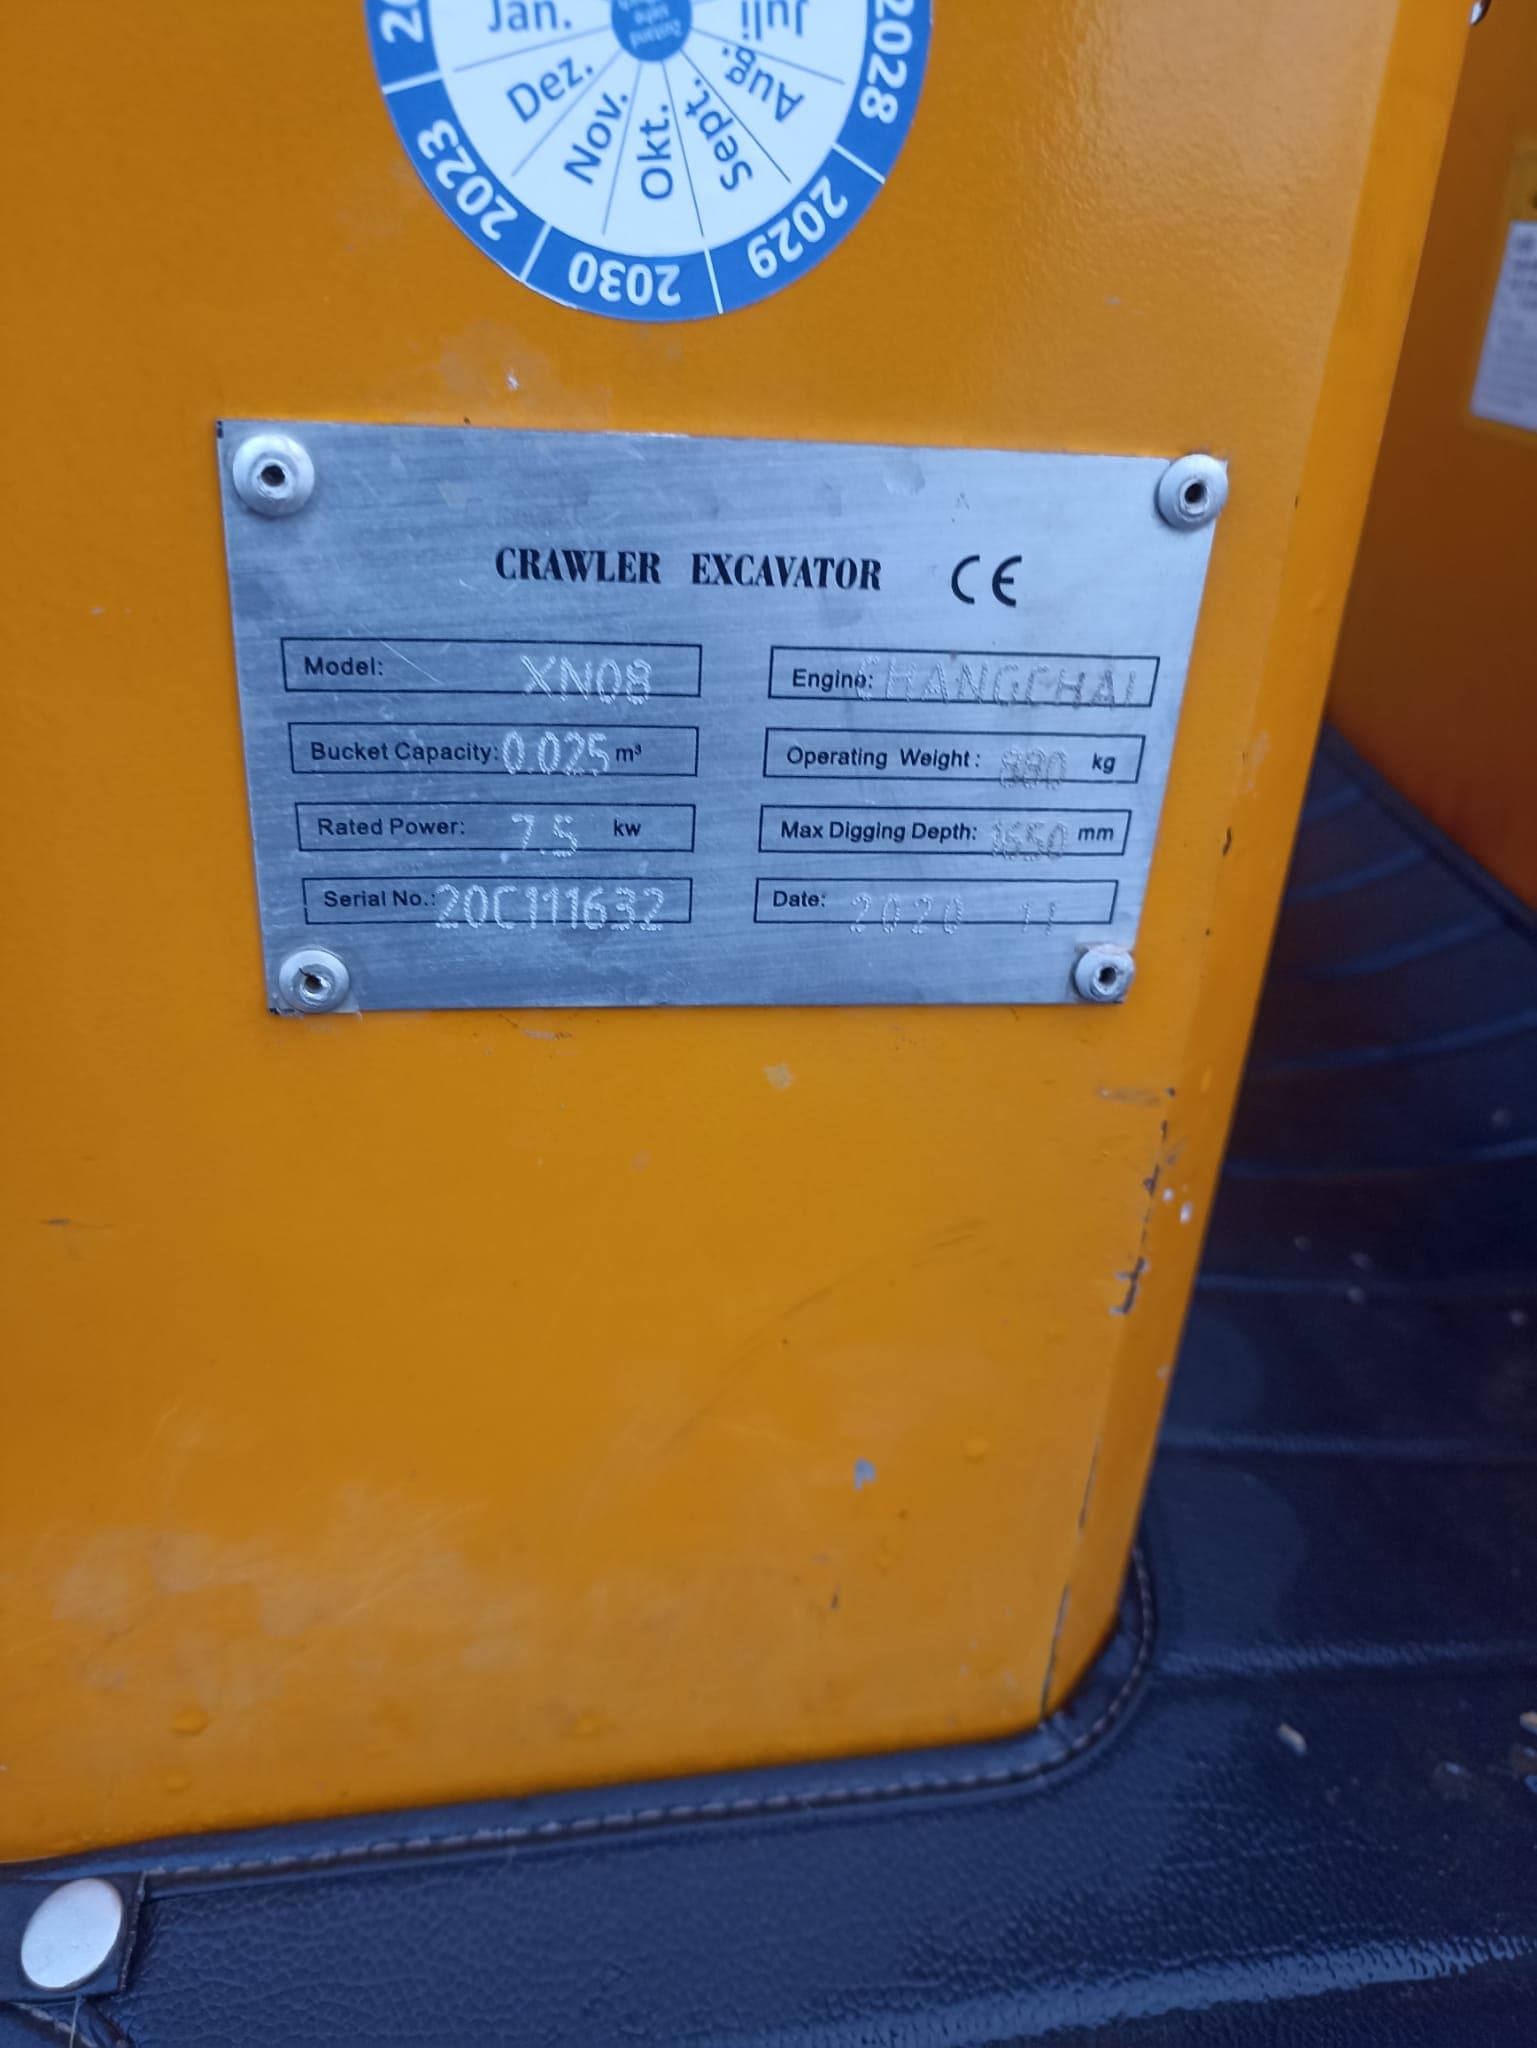 Jan.
Juli
Dez.
Aug.
Nov.
Okt.
Sept.
2028
2023
2030
2029
CRAWLER EXCAVATOR CE
Model: XN08
Engine: CHANGCHAI
Bucket Capacity: 0.025 m³
Operating Weight: 880 kg
Rated Power: 7.5 kw
Max Digging Depth: 1650 mm
Serial No.: 20C111632
Date: 2020 11